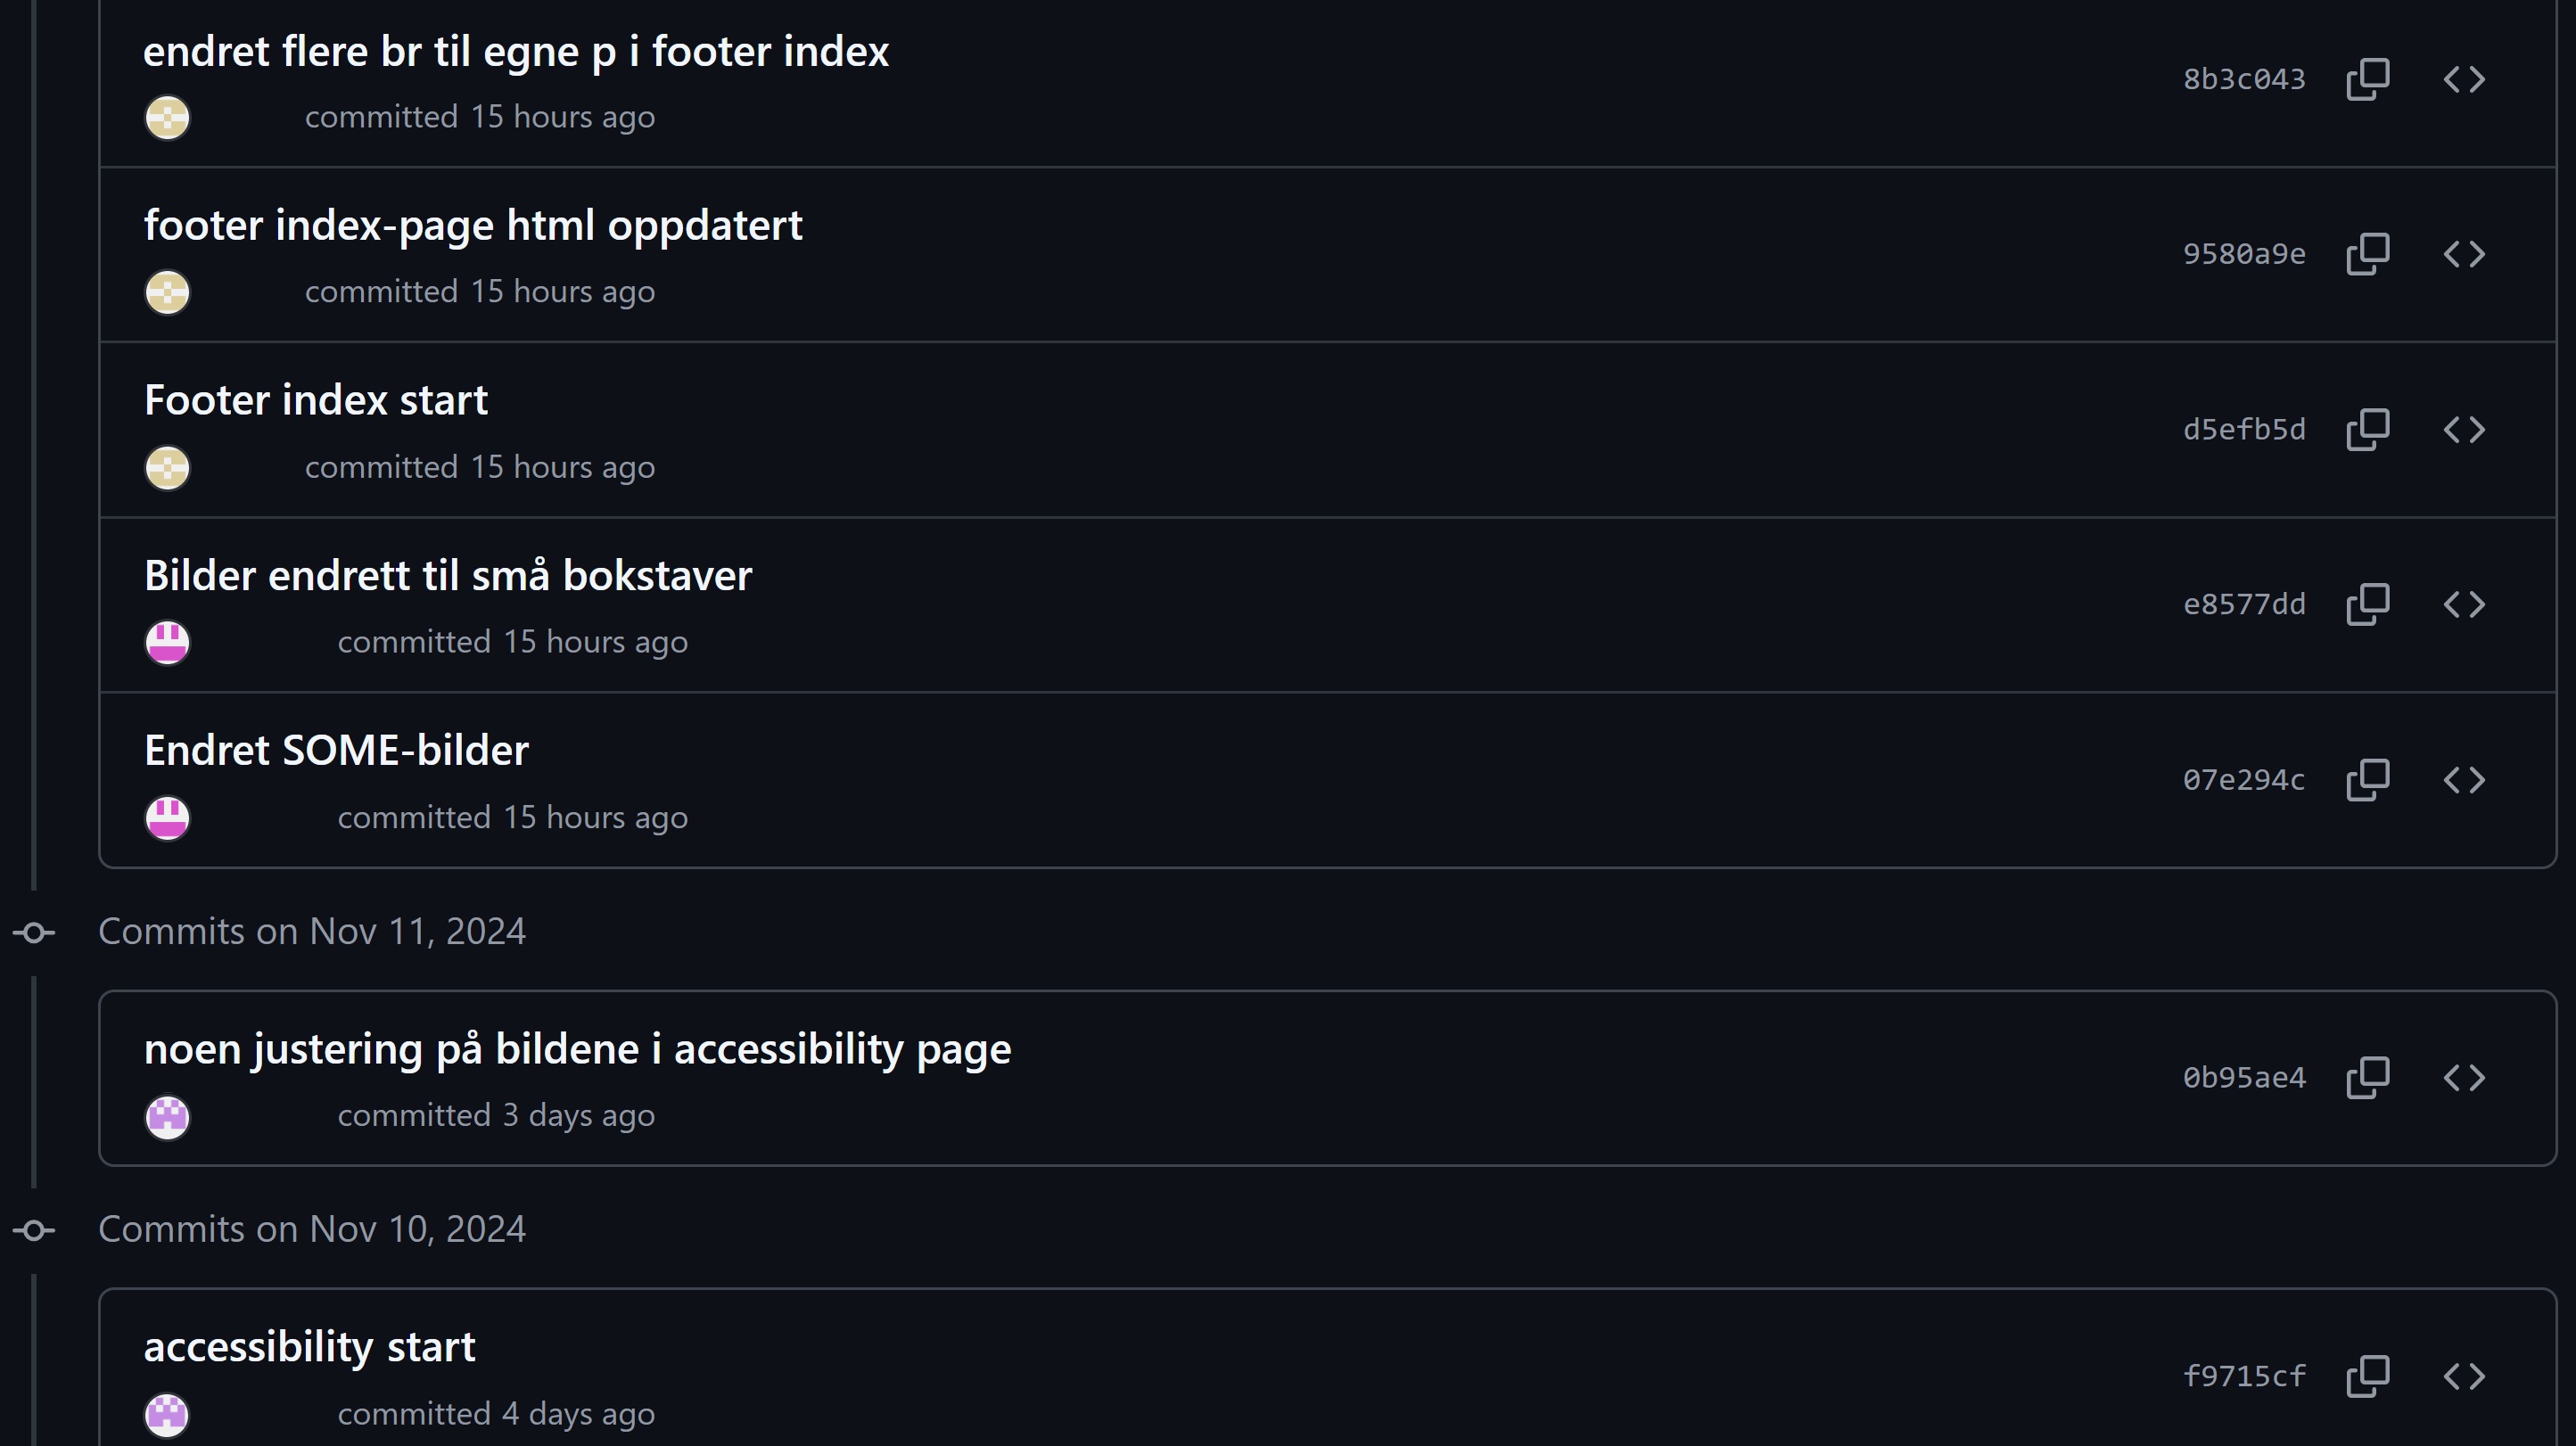 endret flere br til egne p i footer index
committed 15 hours ago
8b3c043
footer index-page html oppdatert
committed 15 hours ago
9580a9e
Footer index start
committed 15 hours ago
d5efb5d
Bilder endrett til små bokstaver
committed 15 hours ago
e8577dd
Endret SOME-bilder
committed 15 hours ago
07e294c
Commits on Nov 11, 2024
noen justering på bildene i accessibility page
committed 3 days ago
0b95ae4
Commits on Nov 10, 2024
accessibility start
committed 4 days ago
f9715cf